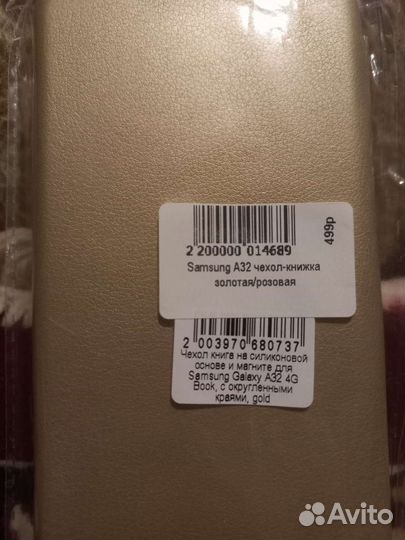 2 200000 014689
Samsung A32 чехол-книжка
золотая/розовая
499р
2 003970 680737
Чехол книга на силиконовой
основе и магните для
Samsung Galaxy A32 4G
Book, с округленными
краями, gold
Avito